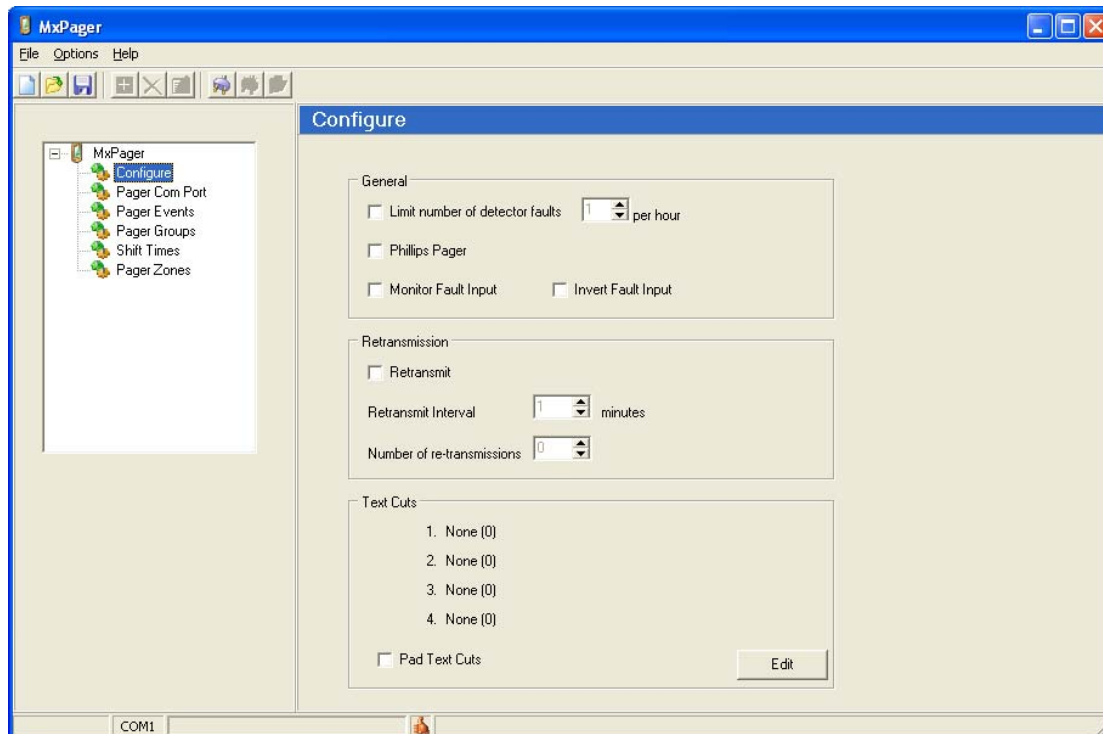 MxPager
File Options Help
Configure
MxPager
Configure
Pager Com Port
Pager Events
Pager Groups
Shift Times
Pager Zones
General
Limit number of detector faults 1 per hour
Phillips Pager
Monitor Fault Input Invert Fault Input
Retransmission
Retransmit
Retransmit Interval 1 minutes
Number of re-transmissions 0
Text Cuts
1. None (0)
2. None (0)
3. None (0)
4. None (0)
Pad Text Cuts Edit
COM1